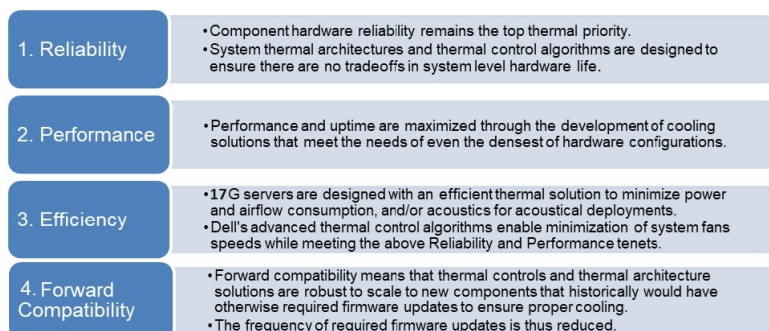 1. Reliability
•Component hardware reliability remains the top thermal priority.
•System thermal architectures and thermal control algorithms are designed to
ensure there are no tradeoffs in system level hardware life.
2. Performance
•Performance and uptime are maximized through the development of cooling
solutions that meet the needs of even the densest of hardware configurations.
3. Efficiency
•17G servers are designed with an efficient thermal solution to minimize power
and airflow consumption, and/or acoustics for acoustical deployments.
•Dell's advanced thermal control algorithms enable minimization of system fans
speeds while meeting the above Reliability and Performance tenets.
4. Forward
Compatibility
•Forward compatibility means that thermal controls and thermal architecture
solutions are robust to scale to new components that historically would have
otherwise required firmware updates to ensure proper cooling.
•The frequency of required firmware updates is thus reduced.